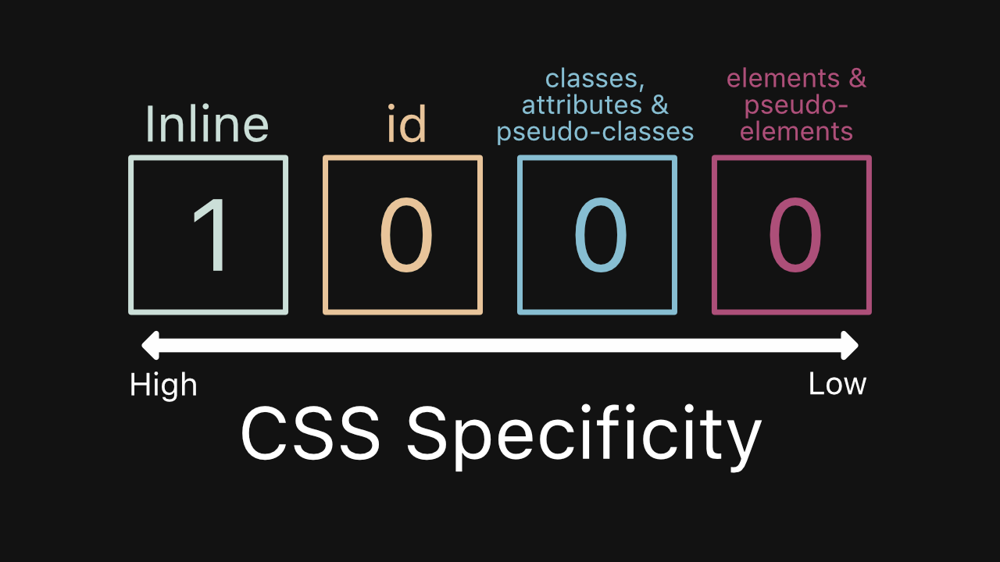 Inline
id
classes,
attributes &
pseudo-classes
elements &
pseudo-
elements
1
0
0
0
High
Low
CSS Specificity